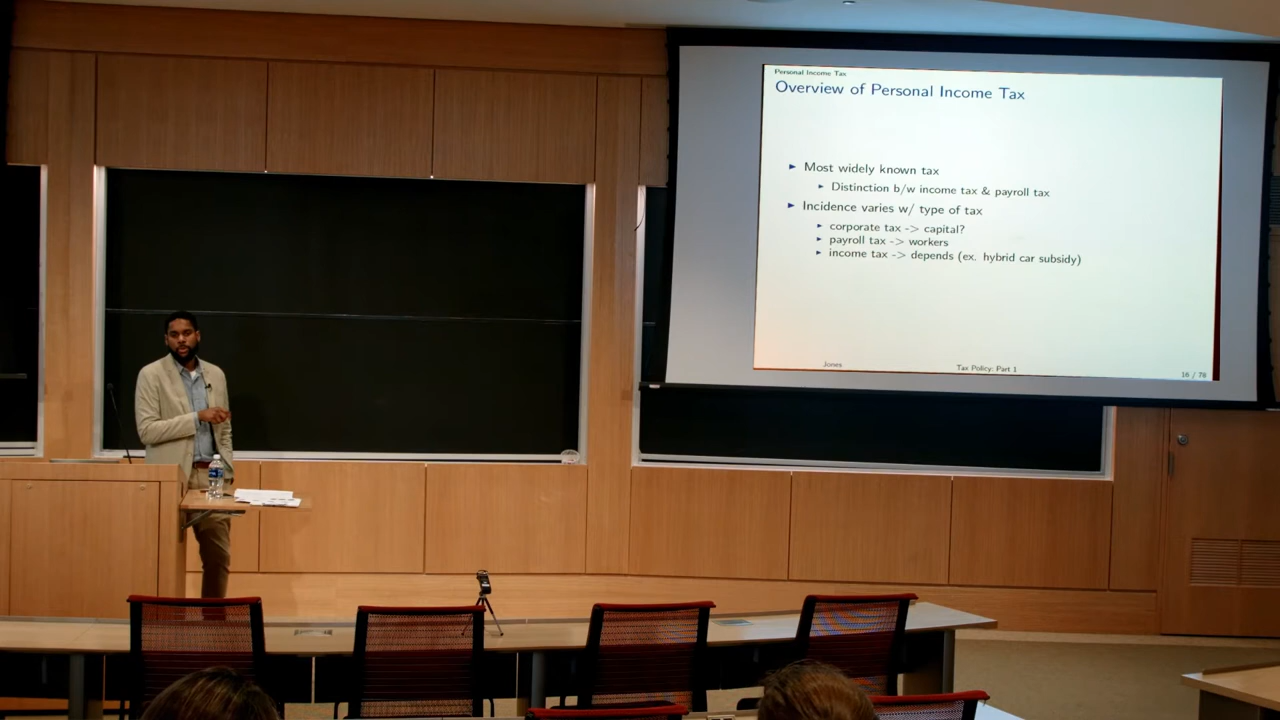 Personal Income Tax
Overview of Personal Income Tax
Most widely known tax
Distinction b/w income tax & payroll tax
Incidence varies w/ type of tax
corporate tax -> capital?
payroll tax -> workers
income tax -> depends (ex. hybrid car subsidy)
Jones Tax Policy: Part 1 16 / 78